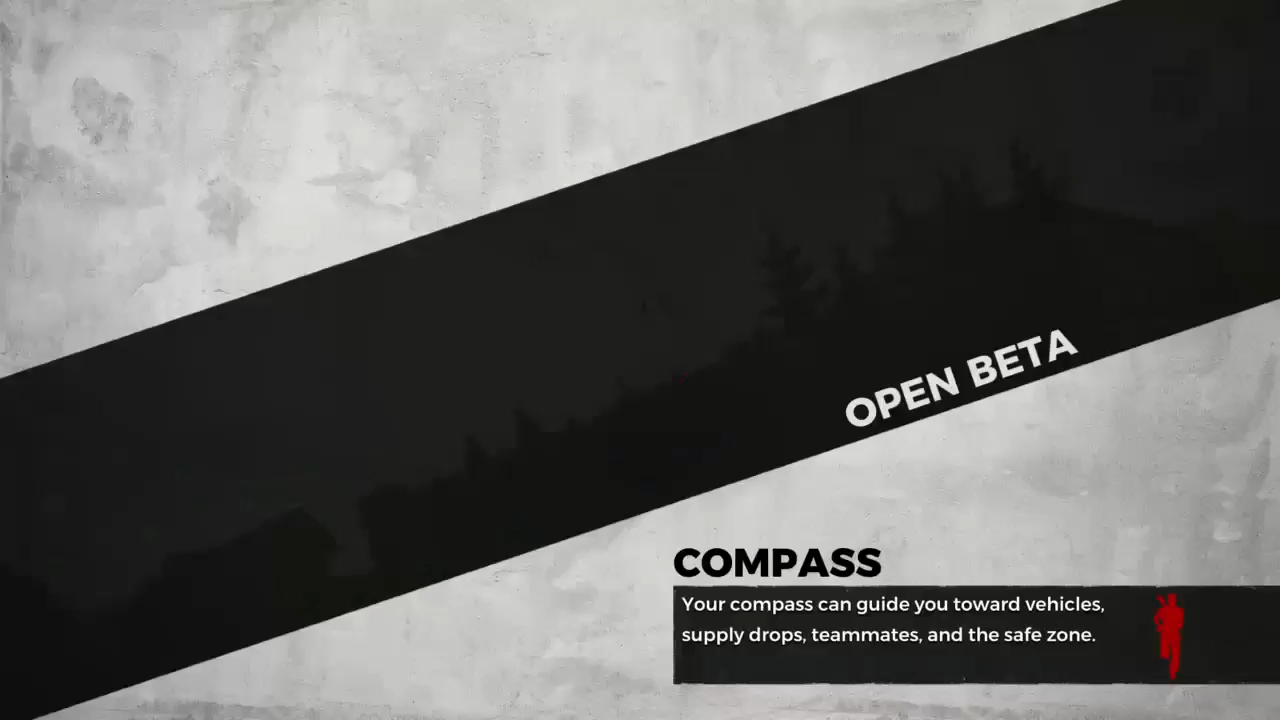 OPEN BETA
COMPASS
Your compass can guide you toward vehicles,
supply drops, teammates, and the safe zone.